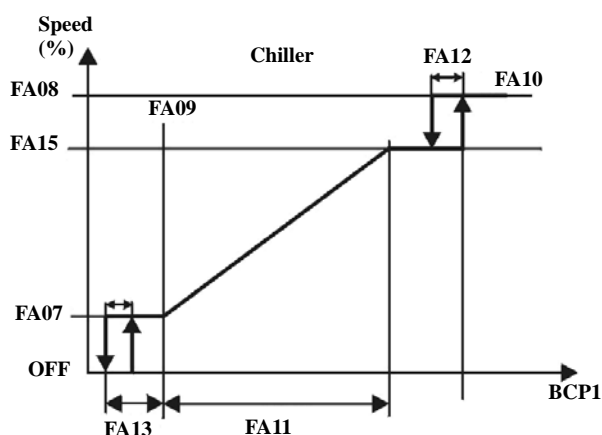 Speed
(%)
Chiller
FA12
FA08
FA10
FA09
FA15
FA07
OFF
BCP1
FA13
FA11